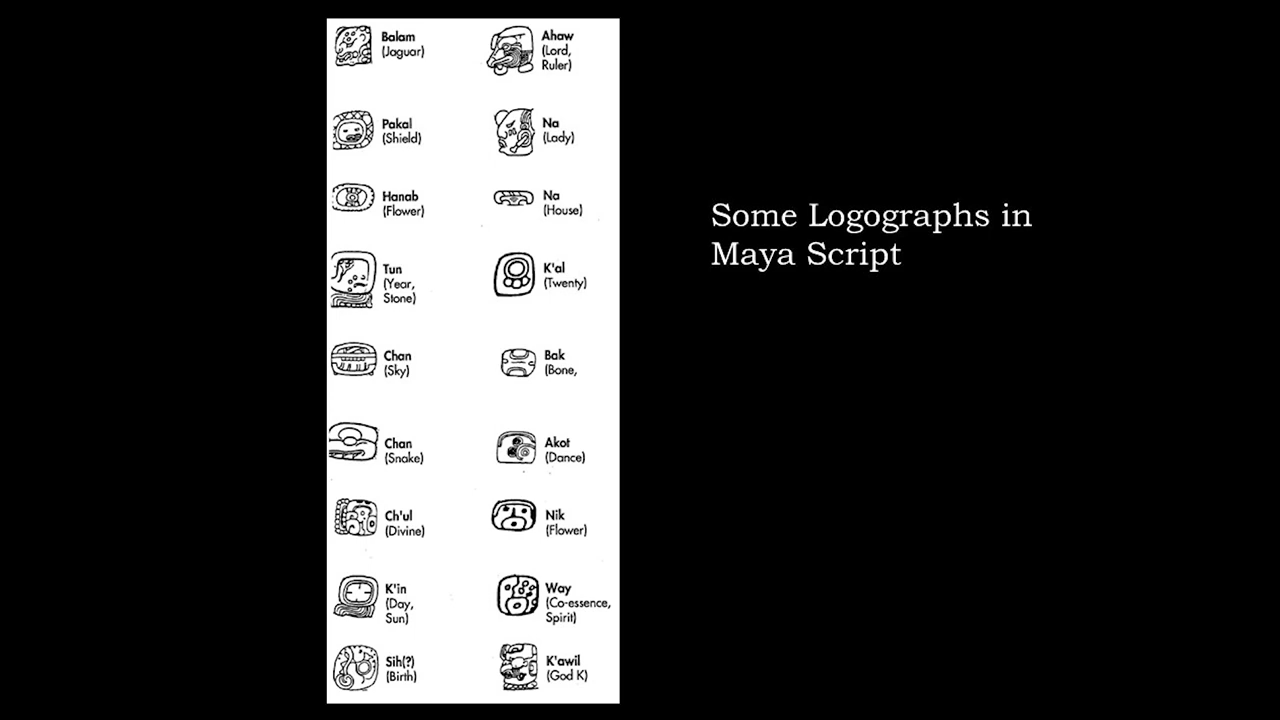 Balam
(Jaguar)
Pakal
(Shield)
Hanab
(Flower)
Tun
(Year,
Stone)
Chan
(Sky)
Chan
(Snake)
Ch'ul
(Divine)
K'in
(Day,
Sun)
Sih(?)
(Birth)
Ahaw
(Lord,
Ruler)
Na
(Lady)
Na
(House)
K'al
(Twenty)
Bak
(Bone,
Akot
(Dance)
Nik
(Flower)
Way
(Co-essence,
Spirit)
K'awil
(God K)
Some Logographs in
Maya Script